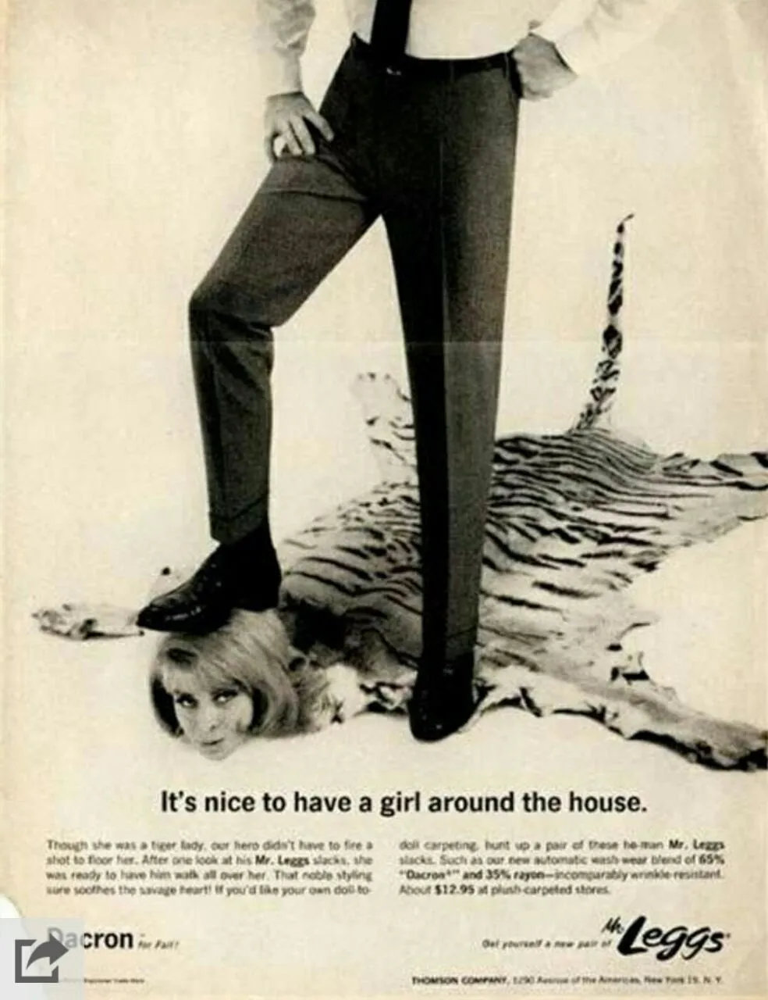 It's nice to have a girl around the house.
Though she was a tiger lady, our hero didn't have to fire a
shot to floor her. After one look at his Mr. Leggs slacks, she
was ready to have him walk all over her. That noble styling
sure soothes the savage heart! If you'd like your own doll-to-
doll carpeting, hunt up a pair of these he-man Mr. Leggs
slacks. Such as our new automatic wash-wear blend of 65%
"Dacron®" and 35% rayon—incomparably wrinkle-resistant.
About $12.95 at plush-carpeted stores.
Dacron for Fall!
Get yourself a new pair of Mr. Leggs
THOMSON COMPANY, 1290 Avenue of the Americas, New York 19, N. Y.